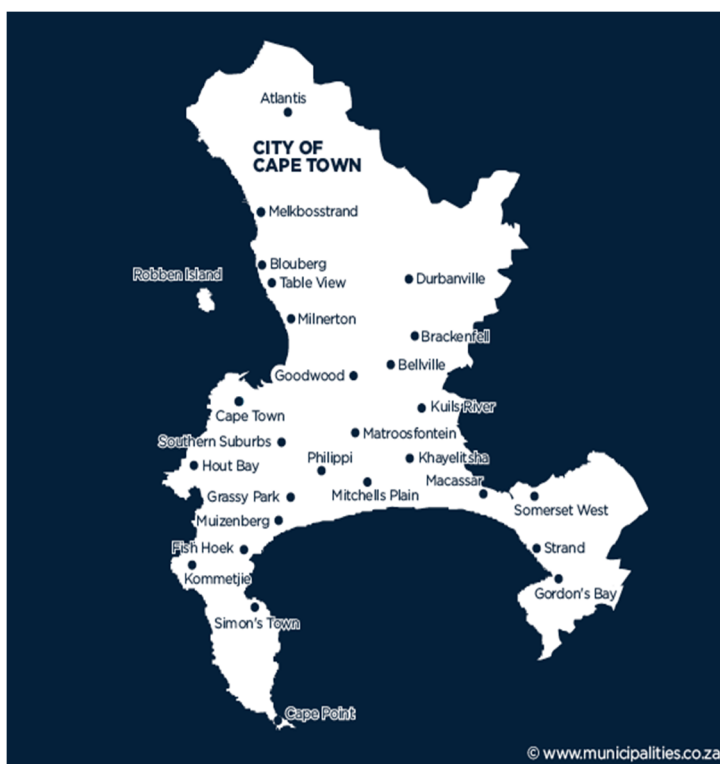 Atlantis
CITY OF
CAPE TOWN
Melkbosstrand
Blouberg
Robben Island
Table View
Durbanville
Milnerton
Brackenfell
Bellville
Goodwood
Kuils River
Cape Town
Matroosfontein
Southern Suburbs
Philippi
Khayelitsha
Hout Bay
Macassar
Grassy Park
Mitchells Plain
Somerset West
Muizenberg
Fish Hoek
Strand
Kommetjie
Gordon's Bay
Simon's Town
Cape Point
© www.municipalities.co.za